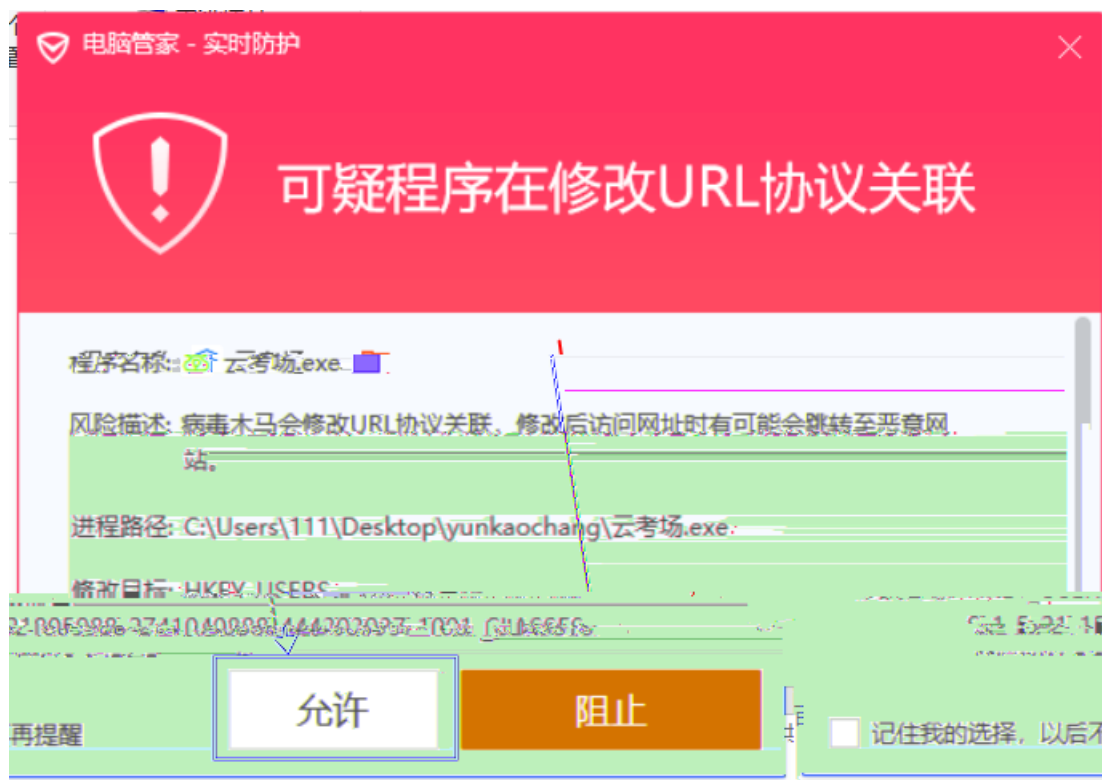 电脑管家 - 实时防护
可疑程序在修改URL协议关联
程序名称: 云考场.exe
风险描述: 病毒木马会修改URL协议关联，修改后访问网址时有可能会跳转至恶意网
站。
进程路径: C:\Users\111\Desktop\yunkaochang\云考场.exe
修改目标: HKEY_USERS
允许
阻止
再提醒
记住我的选择，以后不